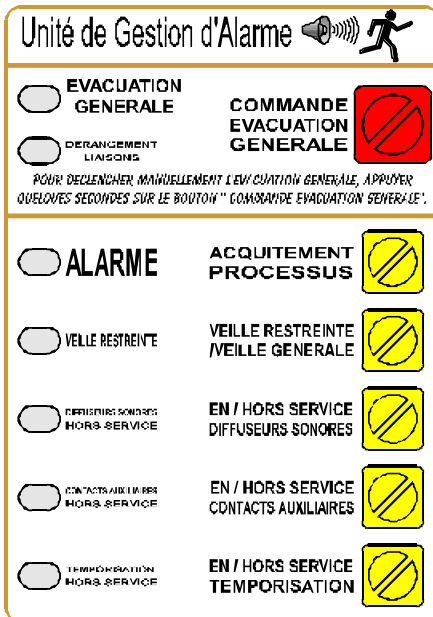 Unité de Gestion d'Alarme
EVACUATION
GENERALE
COMMANDE
EVACUATION
GENERALE
DERANGEMENT
LIAISONS
POUR DECLENCHER MANUELLEMENT L'EVACUATION GENERALE, APPUYER
QUELQUES SECONDES SUR LE BOUTON " COMMANDE EVACUATION GENERALE".
ALARME
ACQUITEMENT
PROCESSUS
VEILLE RESTREINTE
VEILLE RESTREINTE
/VEILLE GENERALE
DIFFUSEURS SONORES
HORS SERVICE
EN / HORS SERVICE
DIFFUSEURS SONORES
CONTACTS AUXILIAIRES
HORS SERVICE
EN / HORS SERVICE
CONTACTS AUXILIAIRES
TEMPORISATION
HORS SERVICE
EN / HORS SERVICE
TEMPORISATION